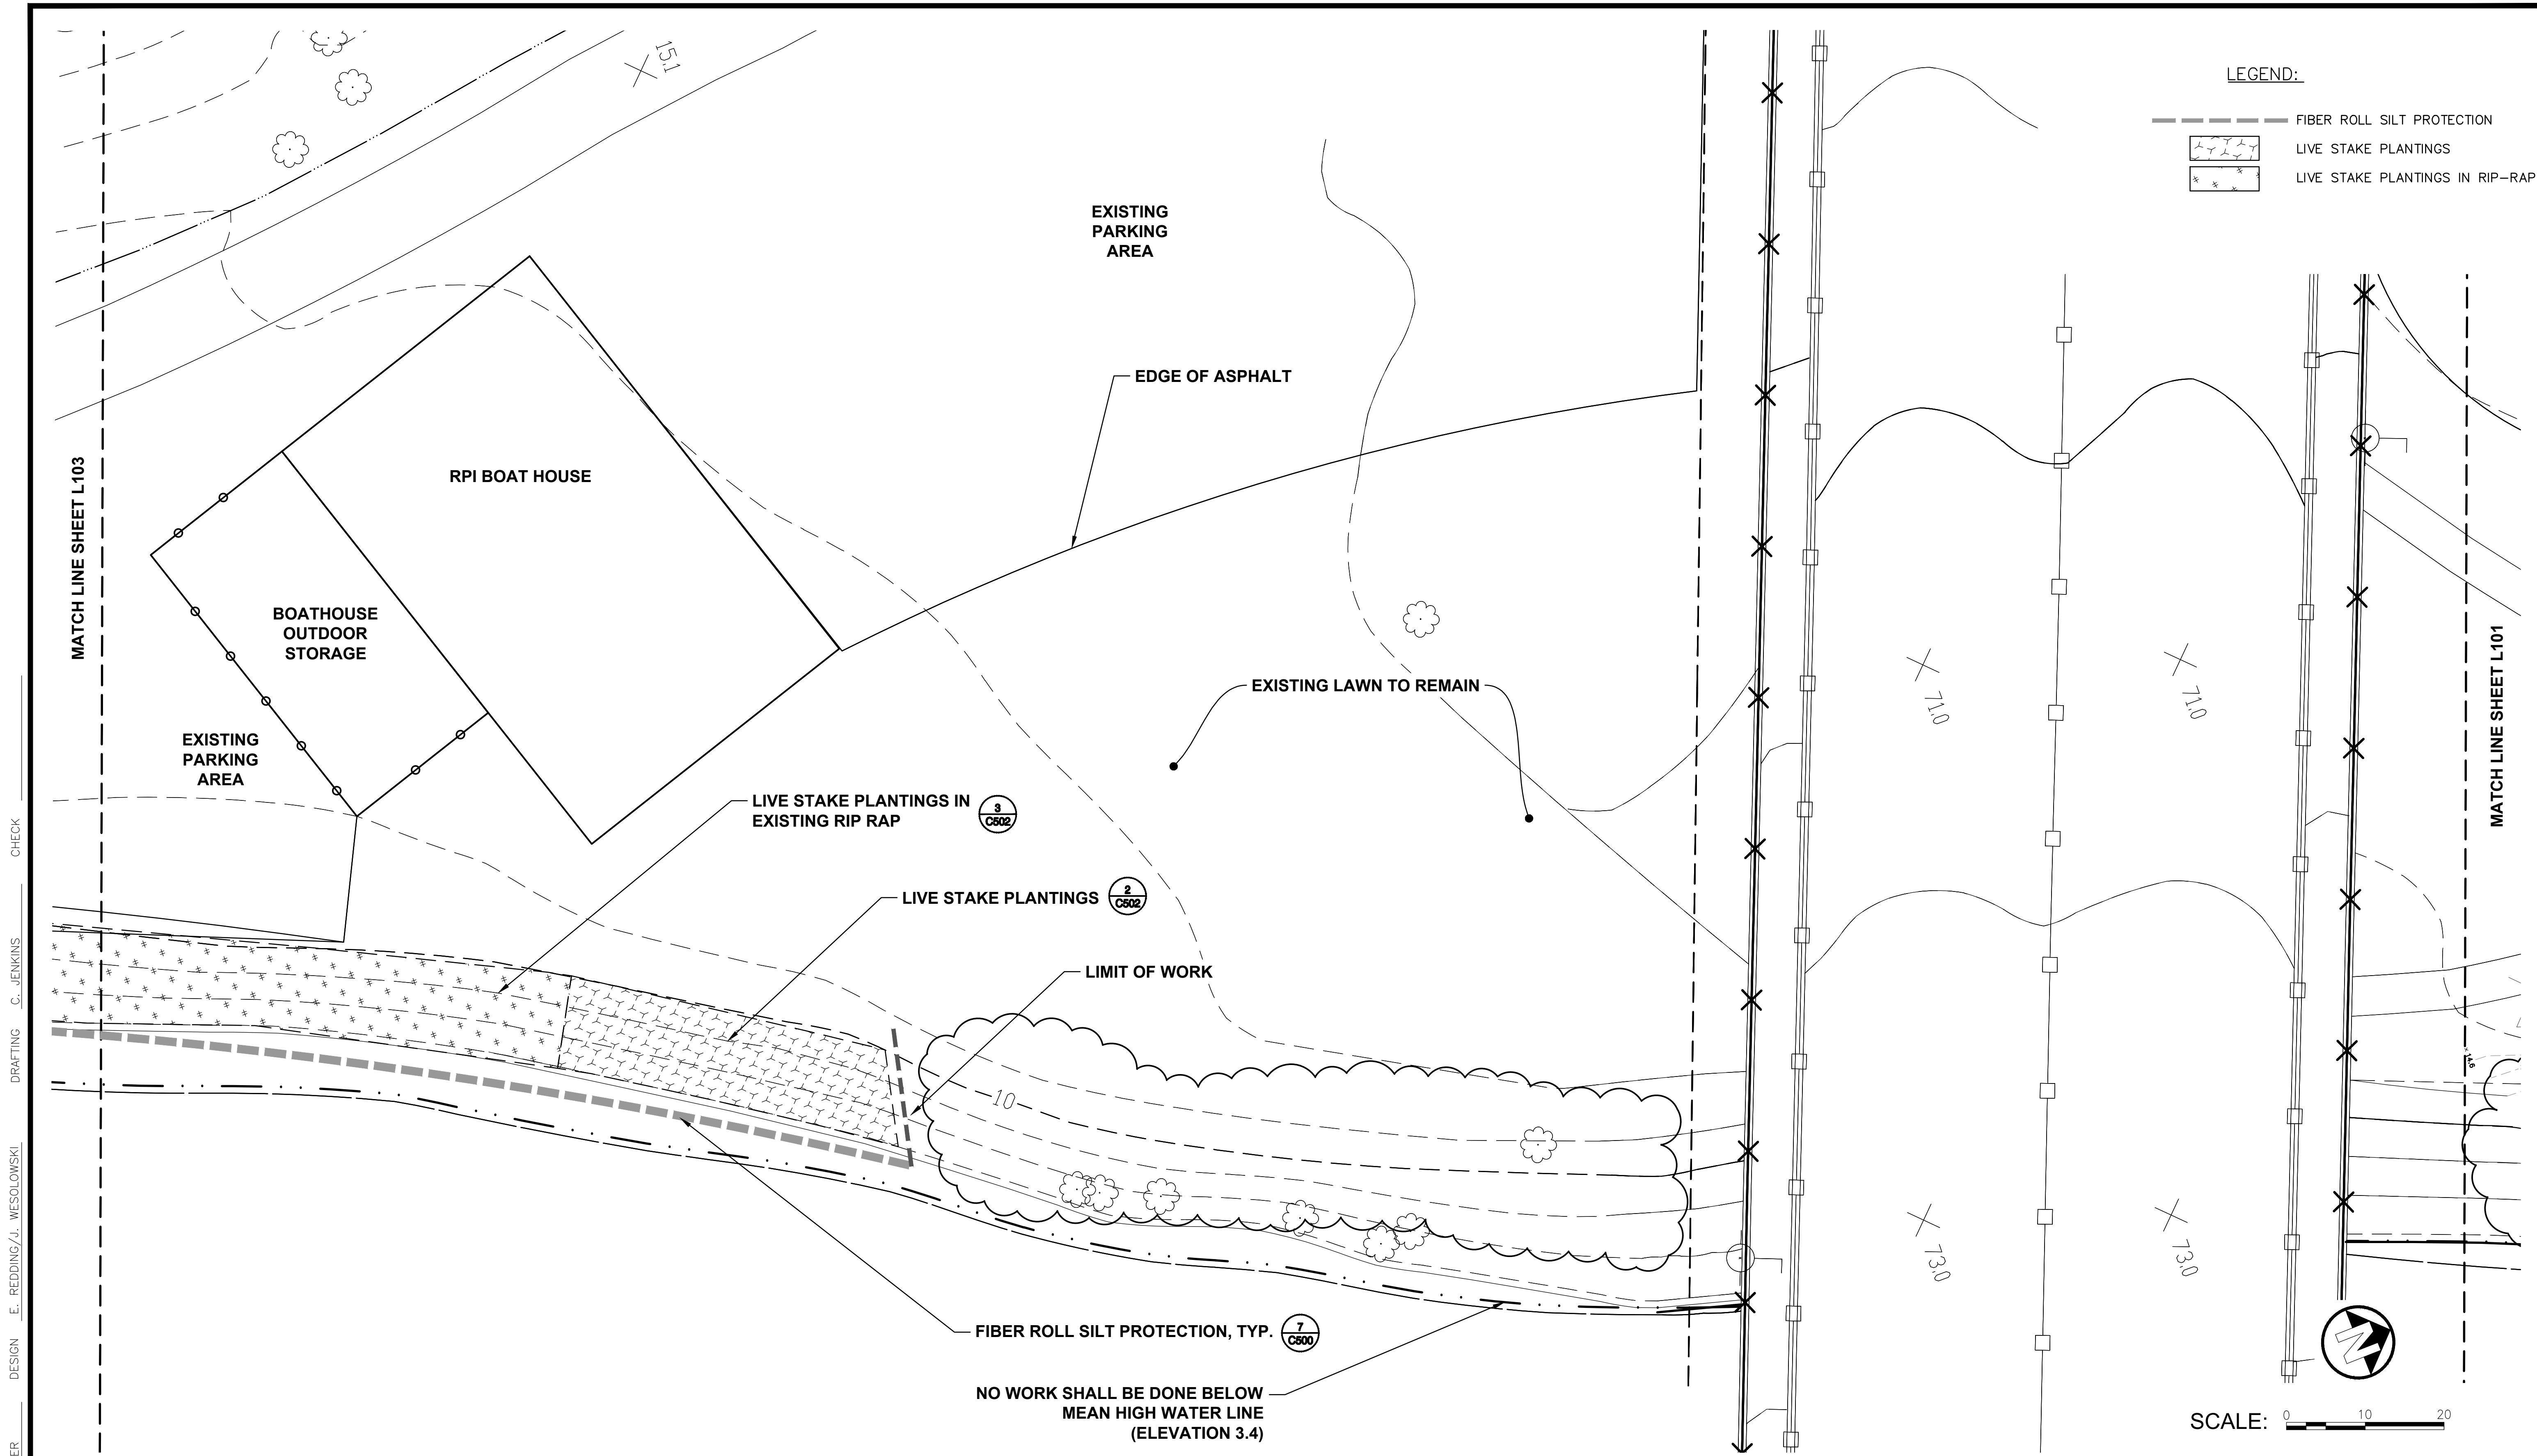 15.1
LEGEND:
FIBER ROLL SILT PROTECTION
LIVE STAKE PLANTINGS
LIVE STAKE PLANTINGS IN RIP-RAP
EXISTING
PARKING
AREA
EDGE OF ASPHALT
MATCH LINE SHEET L103
RPI BOAT HOUSE
BOATHOUSE
OUTDOOR
STORAGE
EXISTING LAWN TO REMAIN
71.0
71.0
MATCH LINE SHEET L101
EXISTING
PARKING
AREA
LIVE STAKE PLANTINGS IN
EXISTING RIP RAP
3
C502
LIVE STAKE PLANTINGS
2
C502
LIMIT OF WORK
10
73.0
73.0
FIBER ROLL SILT PROTECTION, TYP.
7
C500
NO WORK SHALL BE DONE BELOW
MEAN HIGH WATER LINE
(ELEVATION 3.4)
N
SCALE:
0 10 20
CHECK
DRAFTING C. JENKINS
DESIGN E. REDDING/J. WESOLOWSKI
ER